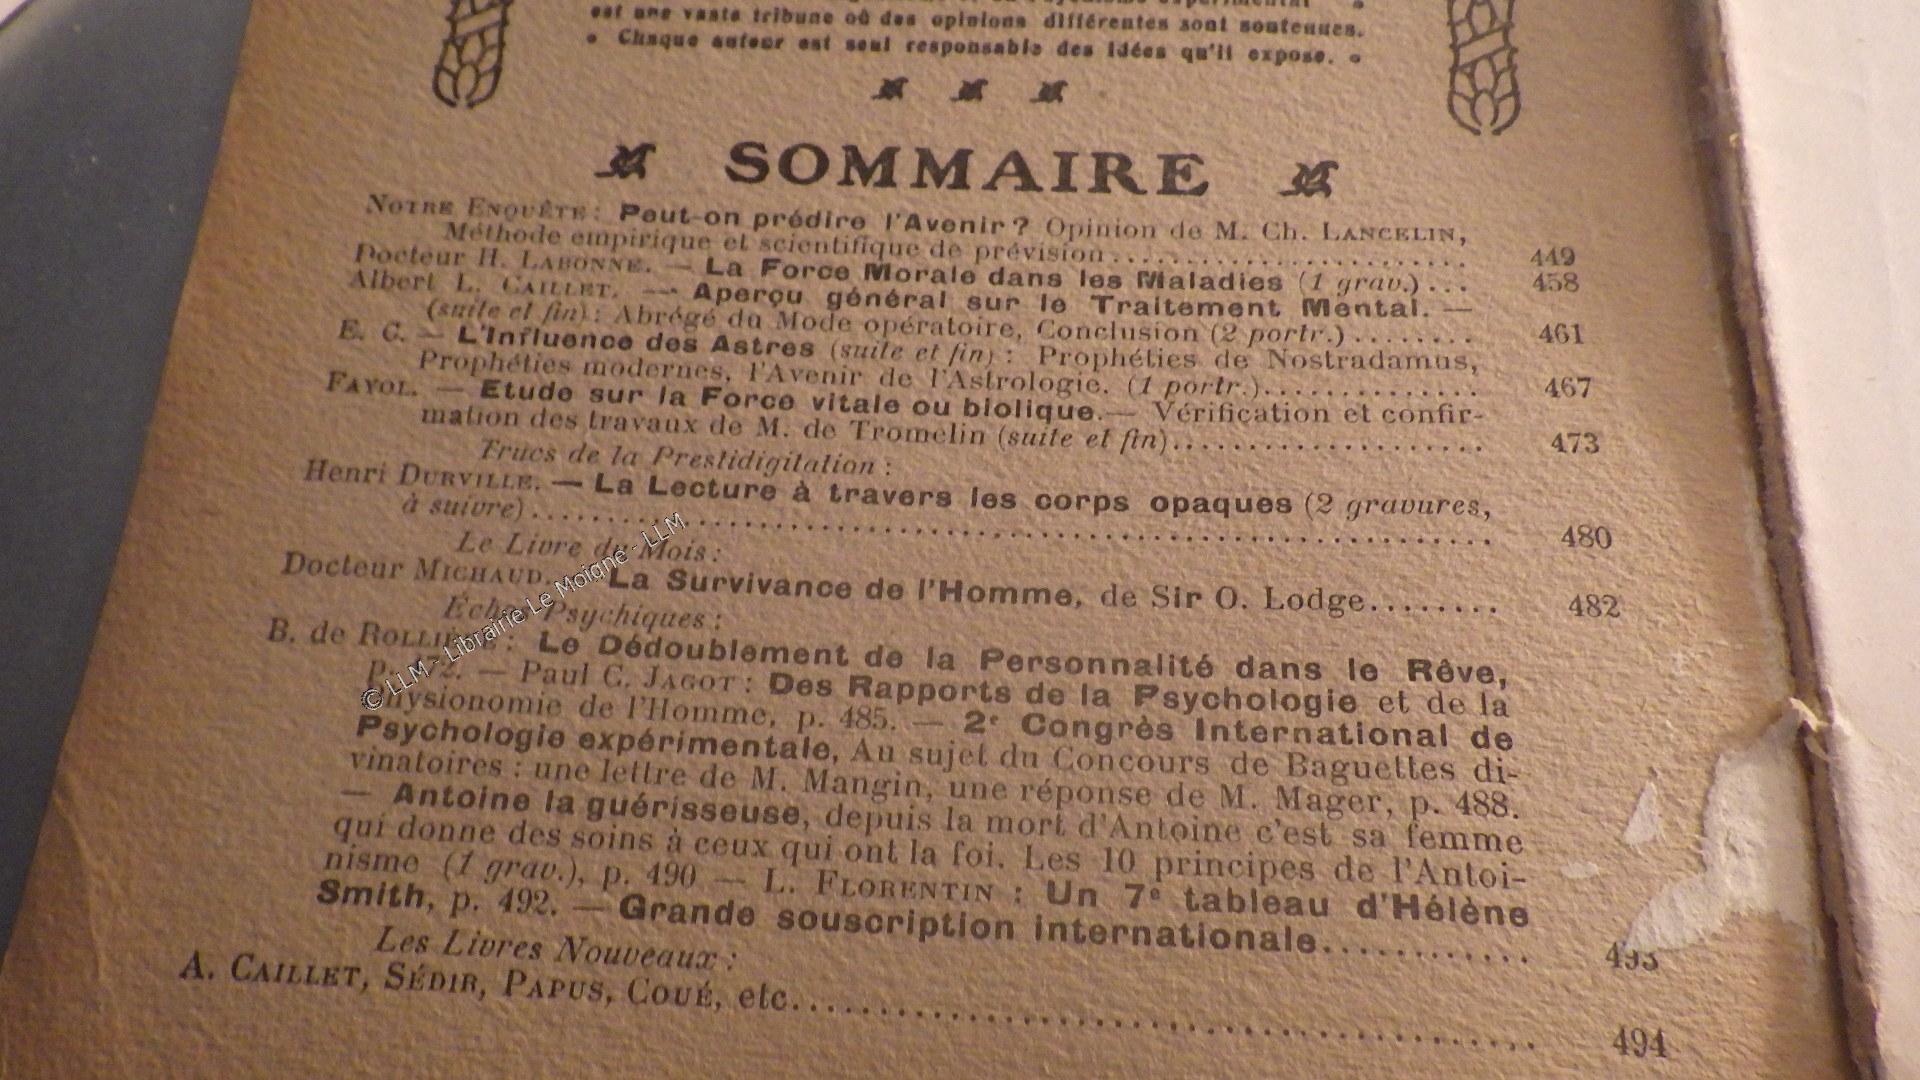 est une vaste tribune où des opinions différentes sont soutenues.
Chaque auteur est seul responsable des idées qu'il expose.
SOMMAIRE
NOTRE ENQUÊTE : Peut-on prédire l'Avenir ? Opinion de M. Ch. LANCELIN,
Méthode empirique et scientifique de prévision ........................ 449
Docteur H. LABONNE. — La Force Morale dans les Maladies (1 grav.)... 458
Albert L. CAILLET. — Aperçu général sur le Traitement Mental. —
(suite et fin) : Abrégé du Mode opératoire, Conclusion (2 portr.)........ 461
E. C. — L'Influence des Astres (suite et fin) : Prophéties de Nostradamus,
Prophéties modernes, l'Avenir de l'Astrologie. (1 portr.)............... 467
FAYOL. — Etude sur la Force vitale ou biolique. — Vérification et confir-
mation des travaux de M. de Tromelin (suite et fin)..................... 473
Trucs de la Prestidigitation :
Henri DURVILLE. — La Lecture à travers les corps opaques (2 gravures,
à suivre)................................................................ 480
Le Livre du Mois :
Docteur MICHAUD. La Survivance de l'Homme, de Sir O. Lodge........ 482
Échos Psychiques :
B. de : Le Dédoublement de la Personnalité dans le Rêve,
p. 472. — Paul C. JAGOT : Des Rapports de la Psychologie et de la
Physionomie de l'Homme, p. 485. — 2e Congrès International de
Psychologie expérimentale, Au sujet du Concours de Baguettes di-
vinatoires : une lettre de M. Mangin, une réponse de M. Mager, p. 488.
— Antoine la guérisseuse, depuis la mort d'Antoine c'est sa femme
qui donne des soins à ceux qui ont la foi. Les 10 principes de l'Antoi-
nisme (1 grav.), p. 490 — L. FLORENTIN : Un 7e tableau d'Hélène
Smith, p. 492. — Grande souscription internationale............. 493
Les Livres Nouveaux :
A. CAILLET, SÉDIR, PAPUS, COUÉ, etc................................................ 494
© LLM - Librairie Le Moigne - LLM